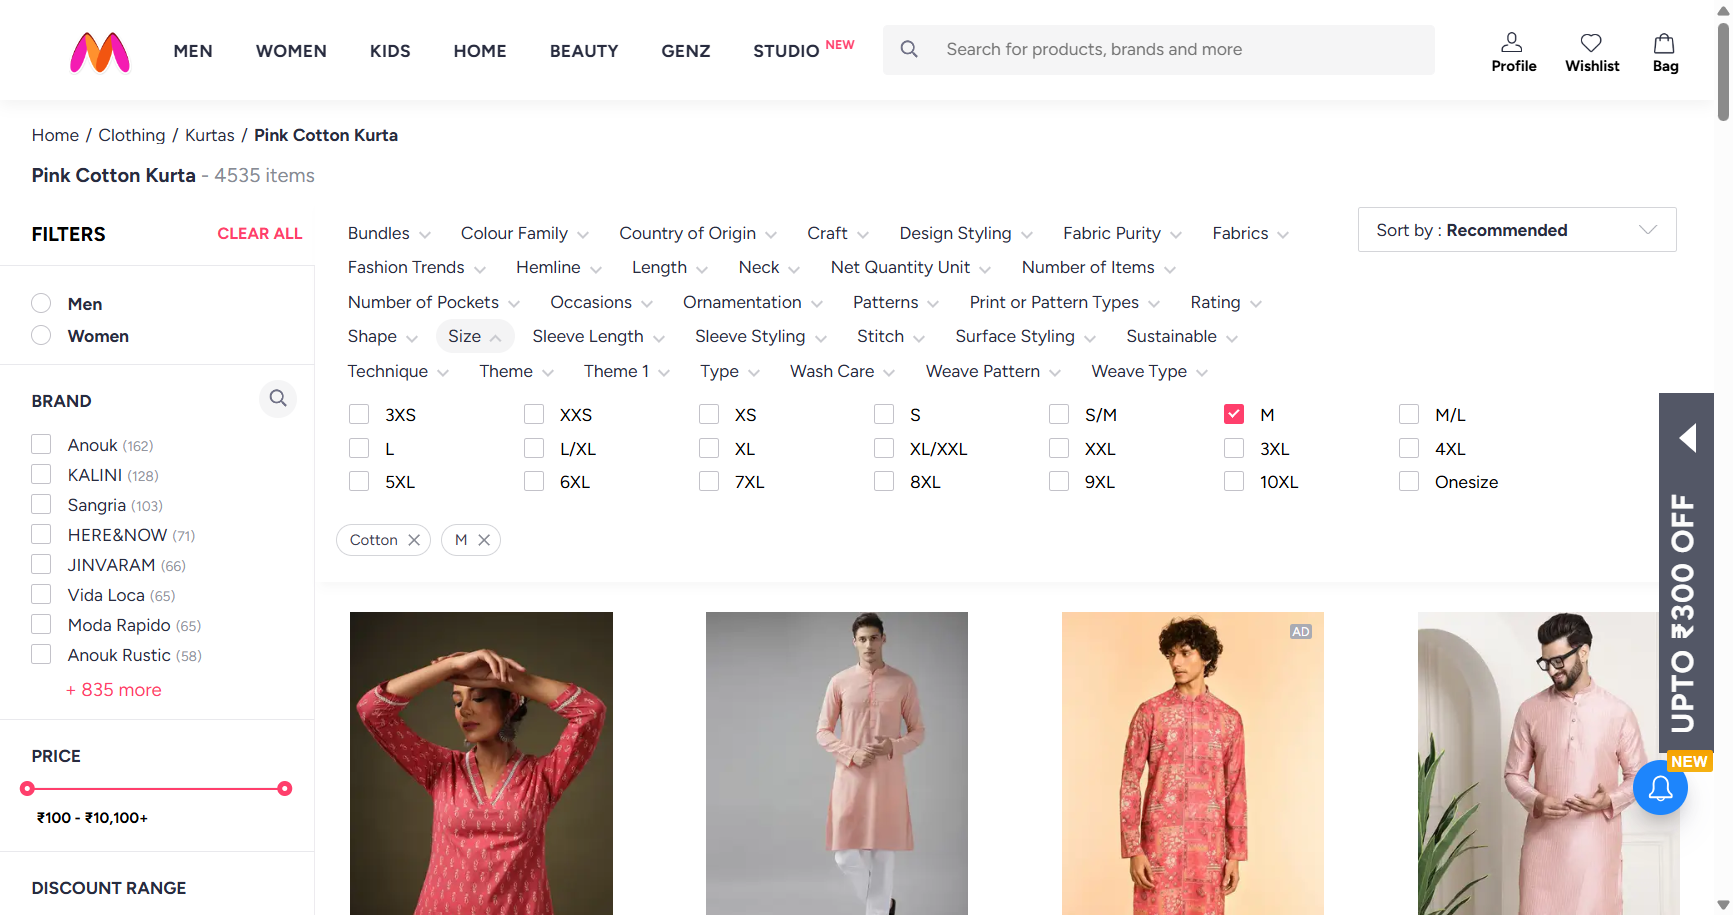 MEN WOMEN KIDS HOME BEAUTY GENZ STUDIO NEW Search for products, brands and more Profile Wishlist Bag
Home / Clothing / Kurtas / Pink Cotton Kurta
Pink Cotton Kurta - 4535 items
FILTERS CLEAR ALL
Men
Women
BRAND
Anouk (162)
KALINI (128)
Sangria (103)
HERE&NOW (71)
JINVARAM (66)
Vida Loca (65)
Moda Rapido (65)
Anouk Rustic (58)
+ 835 more
PRICE
₹100 - ₹10,100+
DISCOUNT RANGE
Bundles Colour Family Country of Origin Craft Design Styling Fabric Purity Fabrics
Sort by : Recommended
Fashion Trends Hemline Length Neck Net Quantity Unit Number of Items
Number of Pockets Occasions Ornamentation Patterns Print or Pattern Types Rating
Shape Size Sleeve Length Sleeve Styling Stitch Surface Styling Sustainable
Technique Theme Theme 1 Type Wash Care Weave Pattern Weave Type
3XS XXS XS S S/M M M/L
L L/XL XL XL/XXL XXL 3XL 4XL
5XL 6XL 7XL 8XL 9XL 10XL Onesize
Cotton M
AD
UPTO ₹300 OFF
NEW